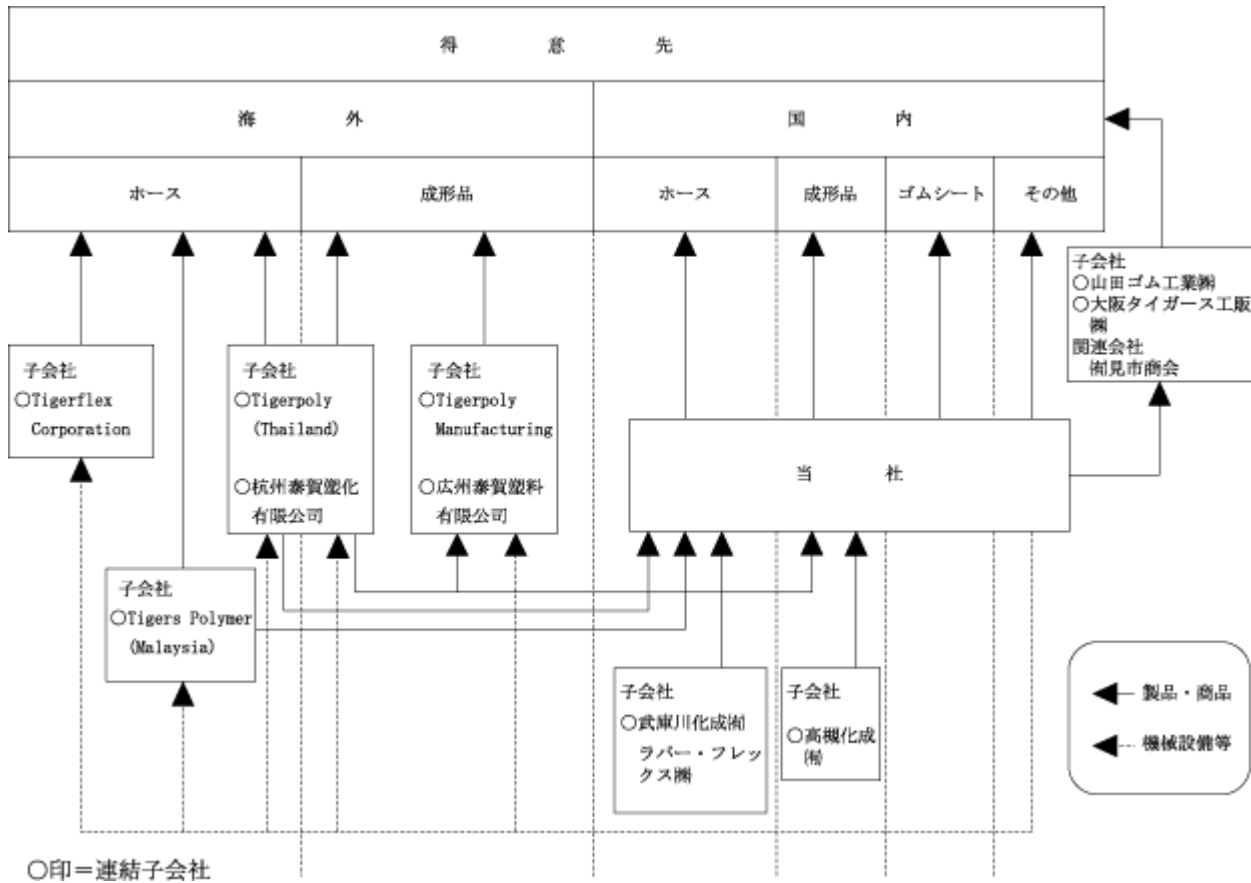 得意先
海外
国内
ホース
成形品
ホース
成形品
ゴムシート
その他
子会社
○山田ゴム工業㈱
○大阪タイガース工販
㈱
関連会社
㈲見市商会
子会社
○Tigerflex
Corporation
子会社
○Tigerpoly
(Thailand)
○杭州泰賀塑化
有限公司
子会社
○Tigerpoly
Manufacturing
○広州泰賀塑料
有限公司
当社
子会社
○Tigers Polymer
(Malaysia)
子会社
○武庫川化成㈲
ラバー・フレッ
クス㈱
子会社
○高槻化成
㈲
製品・商品
機械設備等
○印＝連結子会社